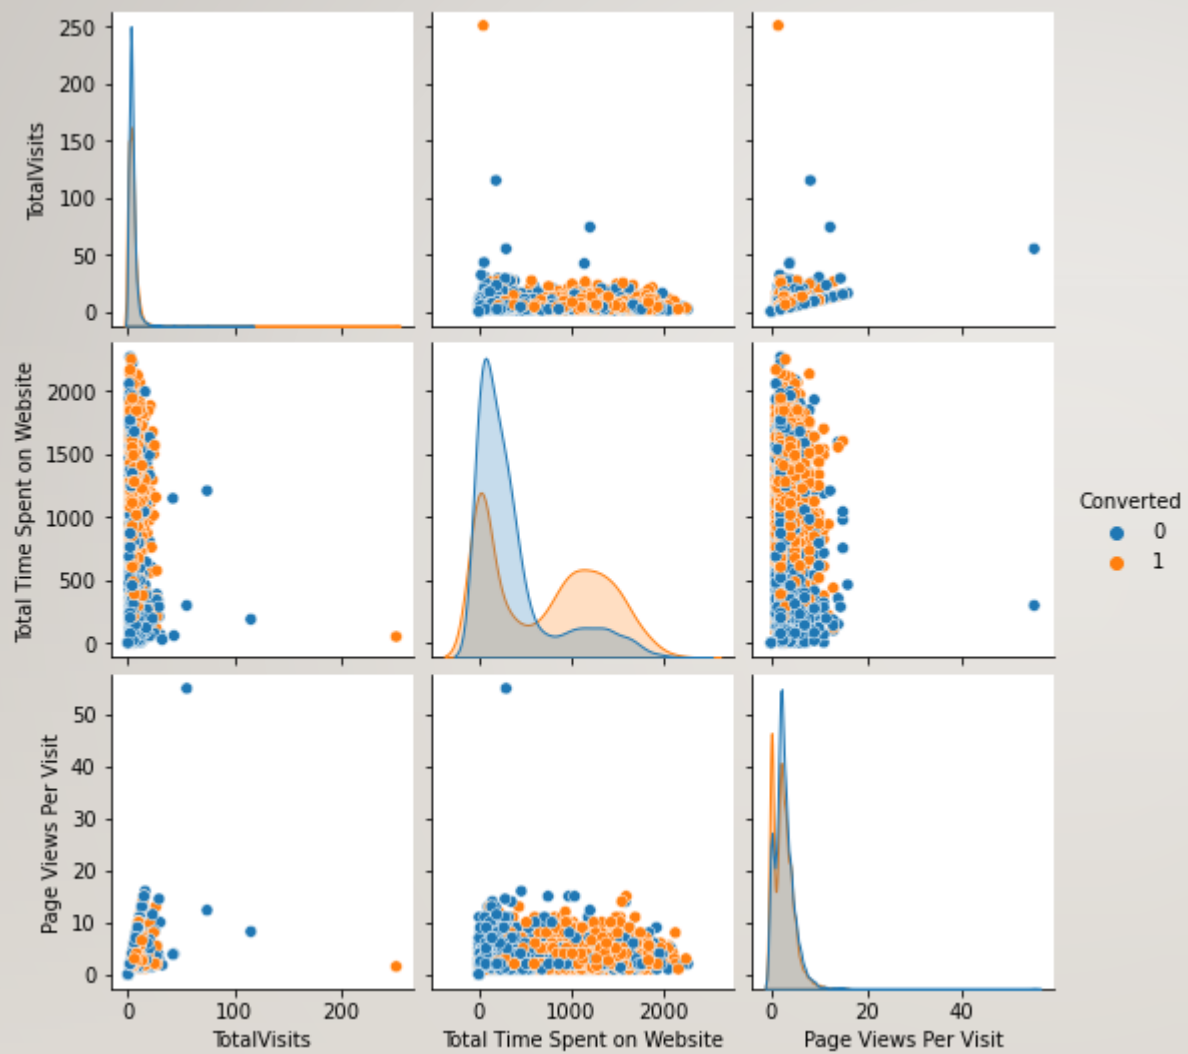 250
200
150
100
50
0
TotalVisits
2000
1500
1000
500
0
Total Time Spent on Website
Converted
0
1
50
40
30
20
10
0
Page Views Per Visit
0 100 200
0 1000 2000
0 20 40
TotalVisits
Total Time Spent on Website
Page Views Per Visit